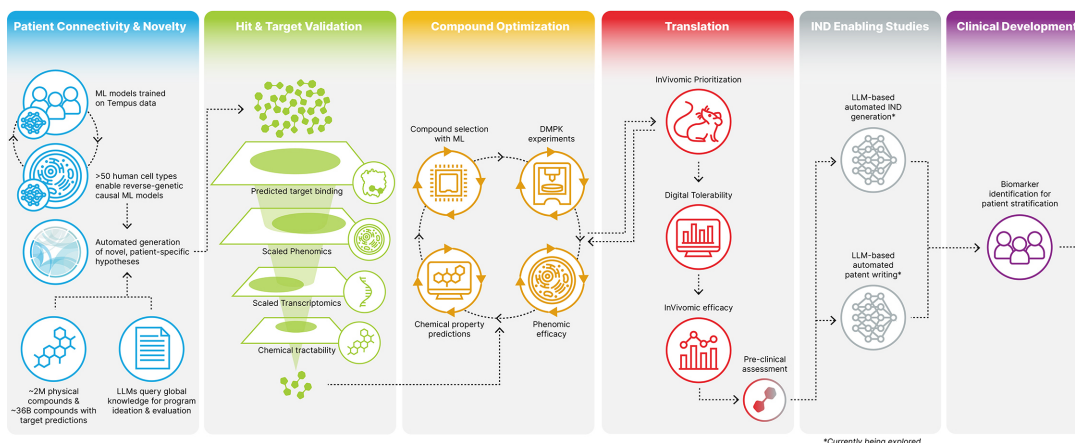 Patient Connectivity & Novelty
ML models trained
on Tempus data
>50 human cell types
enable reverse-genetic
causal ML models
Automated generation
of novel, patient-specific
hypotheses
~2M physical
compounds &
~36B compounds with
target predictions
LLMs query global
knowledge for program
ideation & evaluation
Hit & Target Validation
Predicted target binding
Scaled Phenomics
Scaled Transcriptomics
Chemical tractability
Compound Optimization
Compound selection
with ML
DMPK
experiments
Chemical property
predictions
Phenomic
efficacy
Translation
InVivomic Prioritization
Digital Tolerability
InVivomic efficacy
Pre-clinical
assessment
IND Enabling Studies
LLM-based
automated IND
generation*
LLM-based
automated
patent writing*
Clinical Development
Biomarker
identification for
patient stratification
*Currently being explored